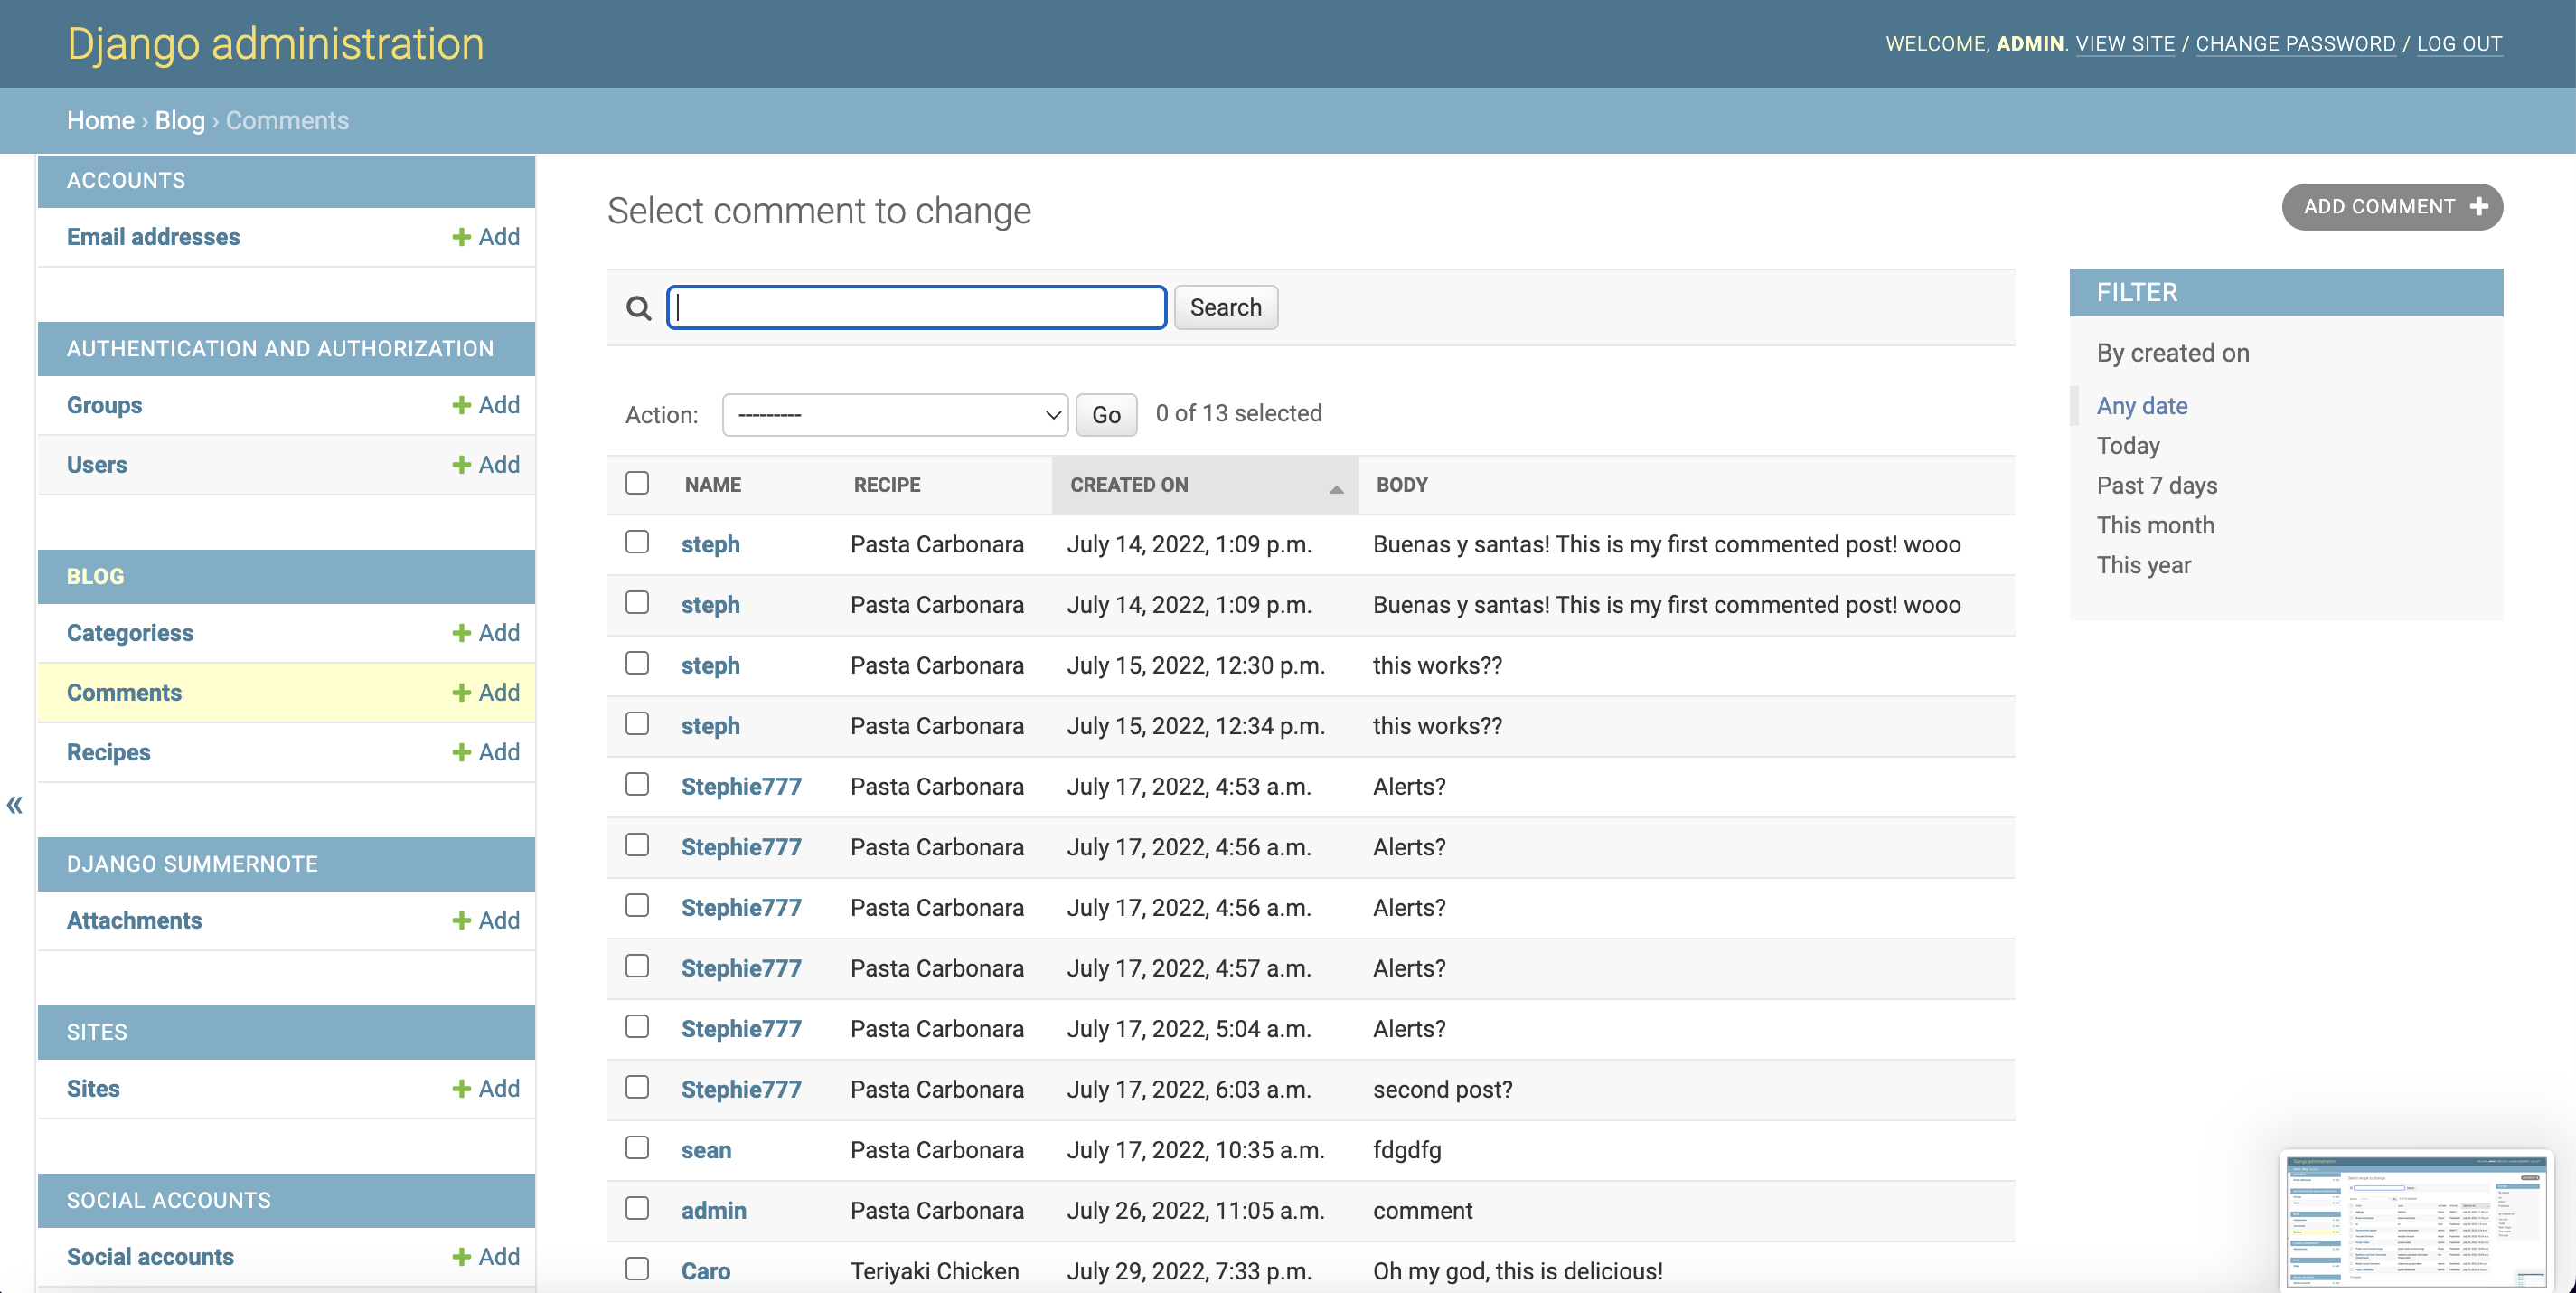 Django administration
WELCOME, ADMIN. VIEW SITE / CHANGE PASSWORD / LOG OUT
Home › Blog › Comments
ACCOUNTS
Email addresses + Add
AUTHENTICATION AND AUTHORIZATION
Groups + Add
Users + Add
BLOG
Categoriess + Add
Comments + Add
Recipes + Add
«
DJANGO SUMMERNOTE
Attachments + Add
SITES
Sites + Add
SOCIAL ACCOUNTS
Social accounts + Add
Select comment to change
ADD COMMENT +
Search
Action: --------- Go 0 of 13 selected
NAME RECIPE CREATED ON BODY
steph Pasta Carbonara July 14, 2022, 1:09 p.m. Buenas y santas! This is my first commented post! wooo
steph Pasta Carbonara July 14, 2022, 1:09 p.m. Buenas y santas! This is my first commented post! wooo
steph Pasta Carbonara July 15, 2022, 12:30 p.m. this works??
steph Pasta Carbonara July 15, 2022, 12:34 p.m. this works??
Stephie777 Pasta Carbonara July 17, 2022, 4:53 a.m. Alerts?
Stephie777 Pasta Carbonara July 17, 2022, 4:56 a.m. Alerts?
Stephie777 Pasta Carbonara July 17, 2022, 4:56 a.m. Alerts?
Stephie777 Pasta Carbonara July 17, 2022, 4:57 a.m. Alerts?
Stephie777 Pasta Carbonara July 17, 2022, 5:04 a.m. Alerts?
Stephie777 Pasta Carbonara July 17, 2022, 6:03 a.m. second post?
sean Pasta Carbonara July 17, 2022, 10:35 a.m. fdgdfg
admin Pasta Carbonara July 26, 2022, 11:05 a.m. comment
Caro Teriyaki Chicken July 29, 2022, 7:33 p.m. Oh my god, this is delicious!
FILTER
By created on
Any date
Today
Past 7 days
This month
This year